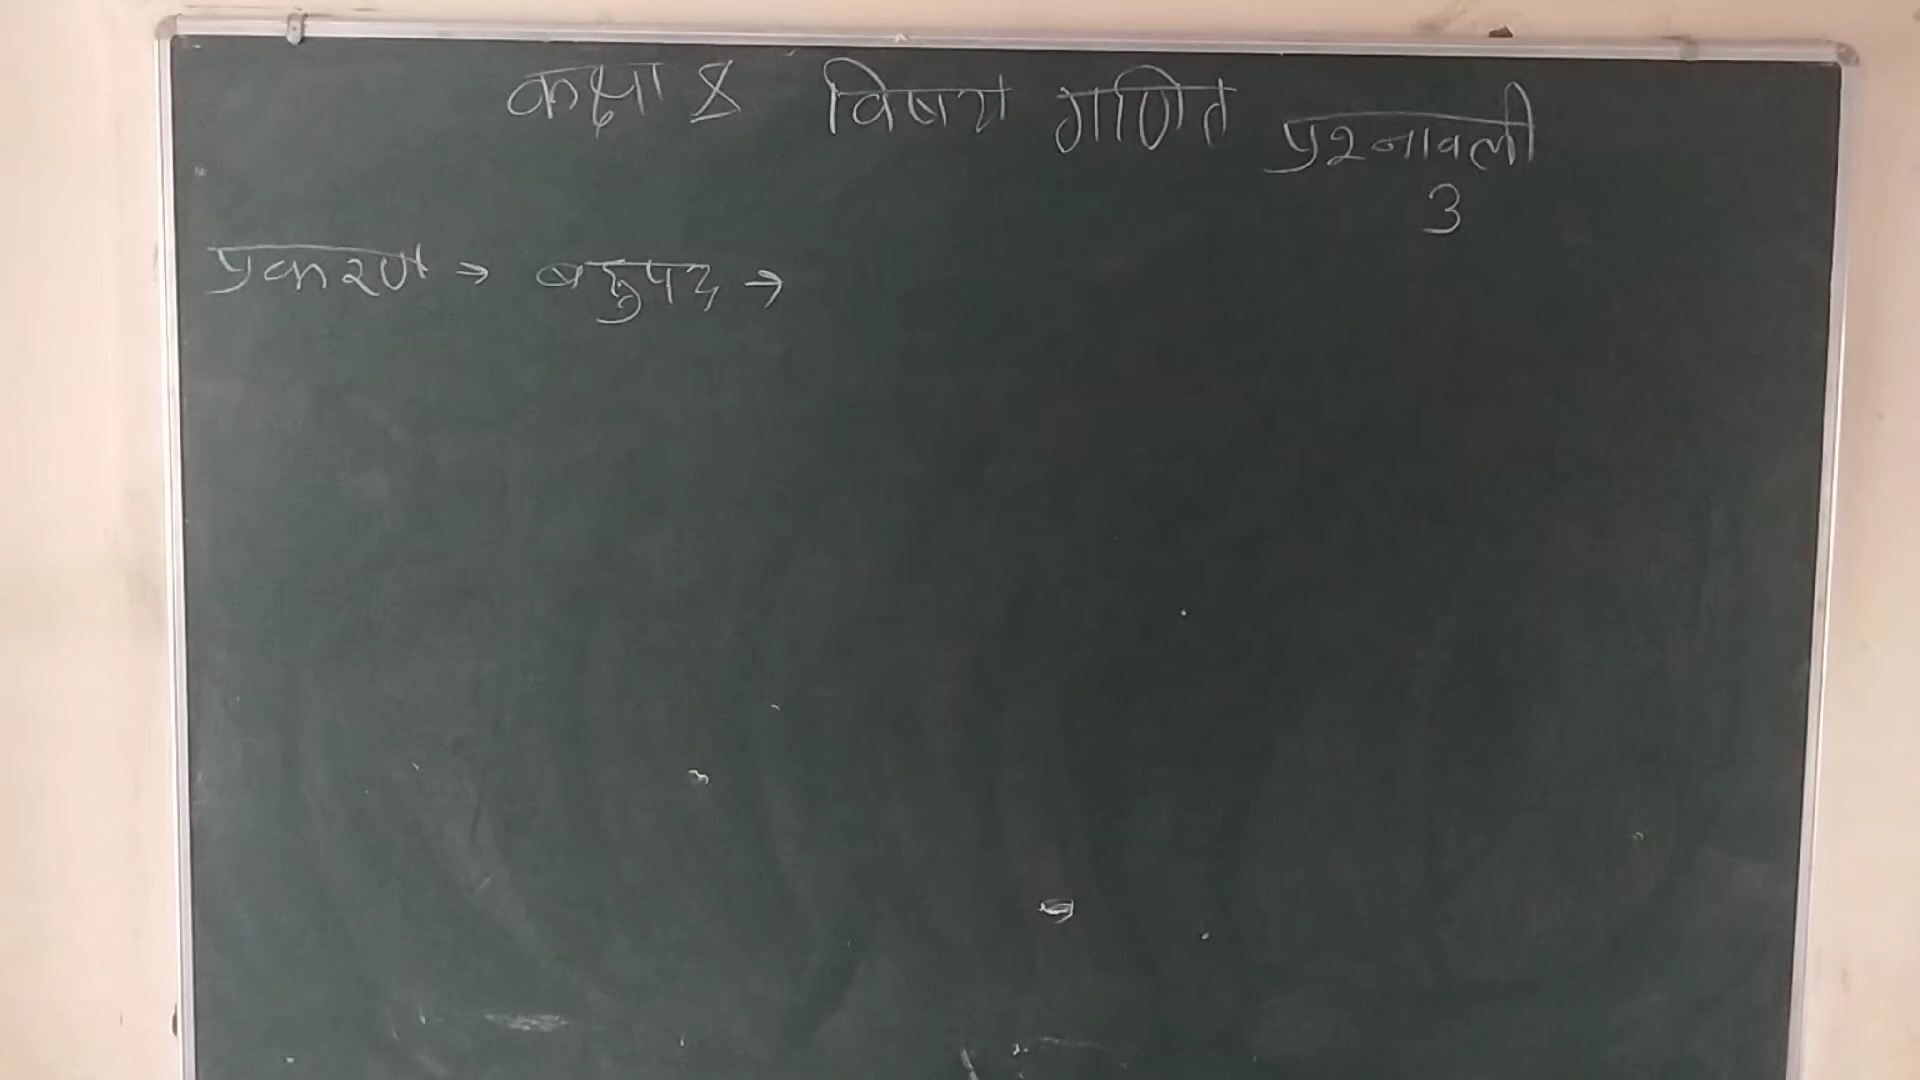 कक्षा 8 विषय गणित प्रश्नावली
3
प्रकरण → बहुपद →